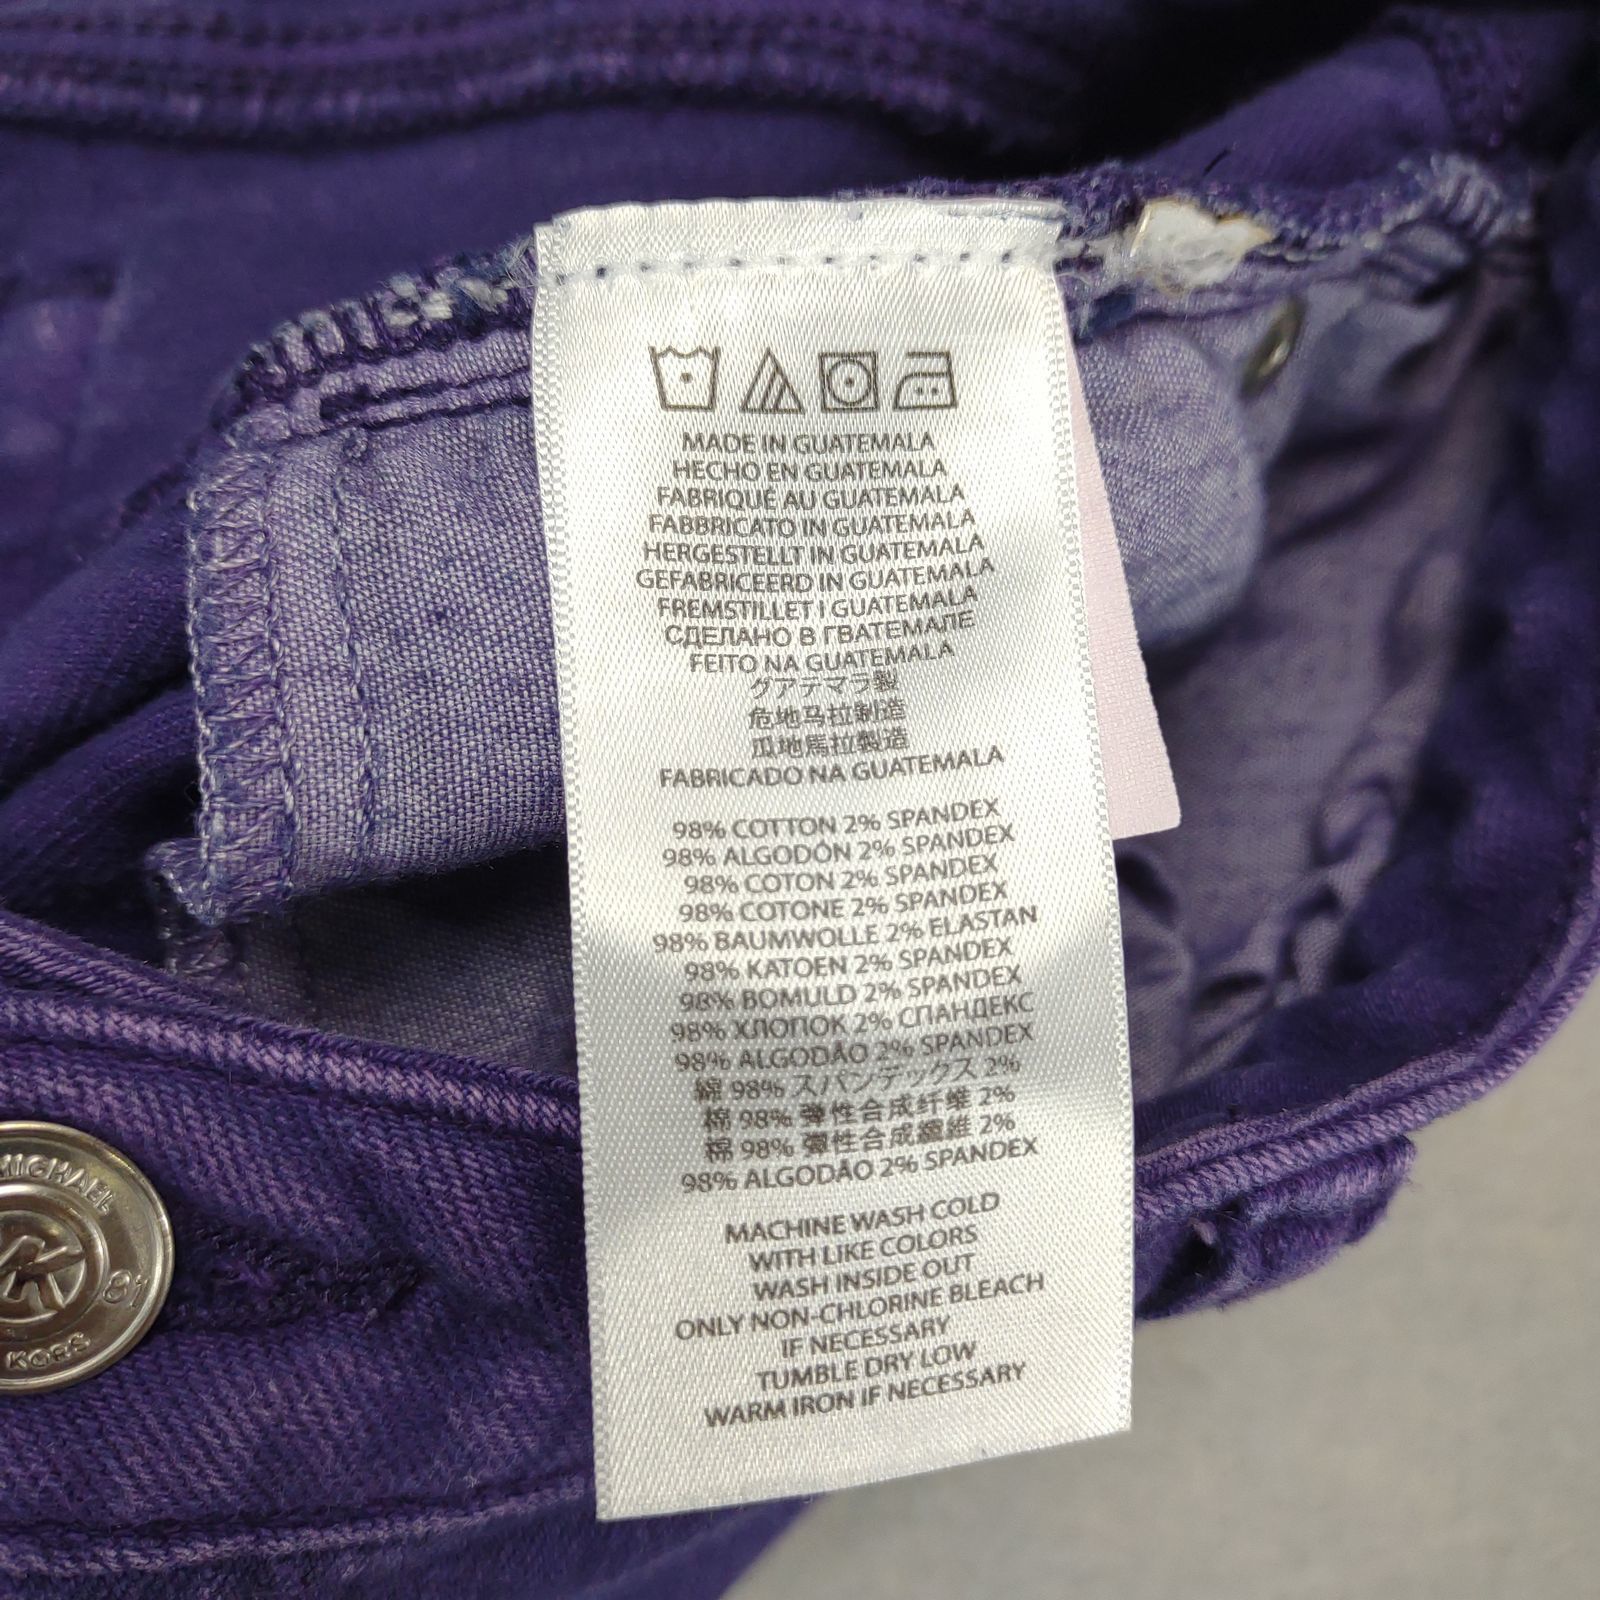 MADE IN GUATEMALA
HECHO EN GUATEMALA
FABRIQUÉ AU GUATEMALA
FABBRICATO IN GUATEMALA
HERGESTELLT IN GUATEMALA
GEFABRICEERD IN GUATEMALA
FREMSTILLET I GUATEMALA
СДЕЛАНО В ГВАТЕМАЛЕ
FEITO NA GUATEMALA
グアテマラ製
危地马拉制造
瓜地馬拉製造
FABRICADO NA GUATEMALA
98% COTTON 2% SPANDEX
98% ALGODÓN 2% SPANDEX
98% COTON 2% SPANDEX
98% COTONE 2% SPANDEX
98% BAUMWOLLE 2% ELASTAN
98% KATOEN 2% SPANDEX
98% BOMULD 2% SPANDEX
98% ХЛОПОК 2% СПАНДЕКС
98% ALGODÃO 2% SPANDEX
綿 98% スパンデックス 2%
棉 98% 弹性合成纤维 2%
棉 98% 彈性合成纖維 2%
98% ALGODÃO 2% SPANDEX
MACHINE WASH COLD
WITH LIKE COLORS
WASH INSIDE OUT
ONLY NON-CHLORINE BLEACH
IF NECESSARY
TUMBLE DRY LOW
WARM IRON IF NECESSARY
MICHAEL
MK
81
KORS